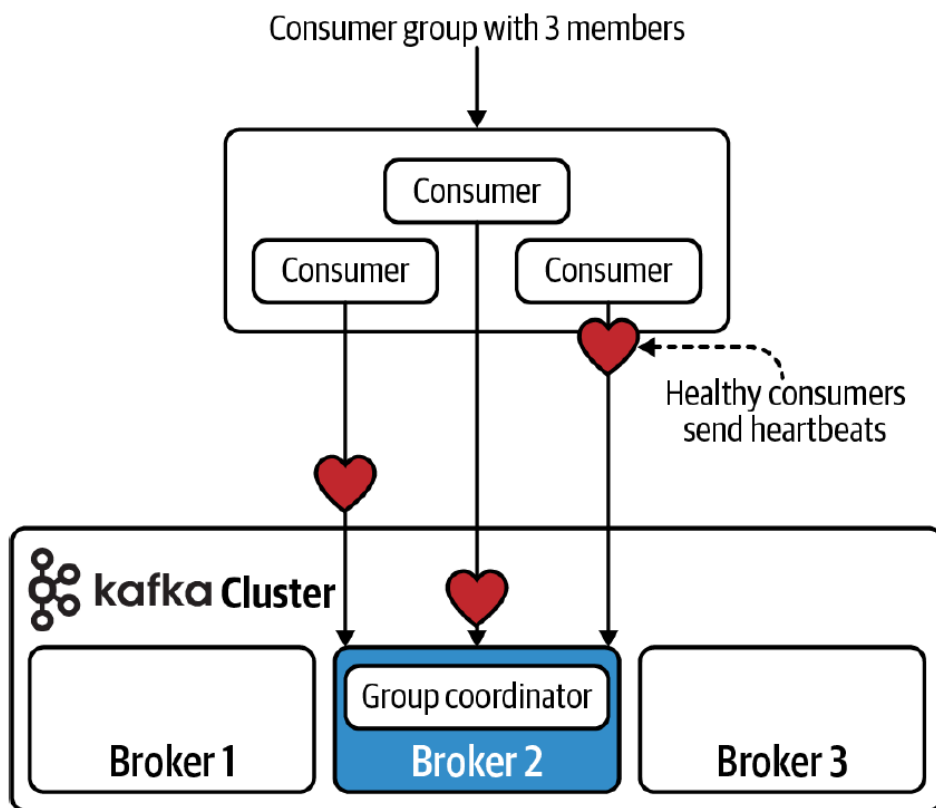 Consumer group with 3 members
Consumer
Consumer
Consumer
Healthy consumers
send heartbeats
kafka Cluster
Group coordinator
Broker 1
Broker 2
Broker 3